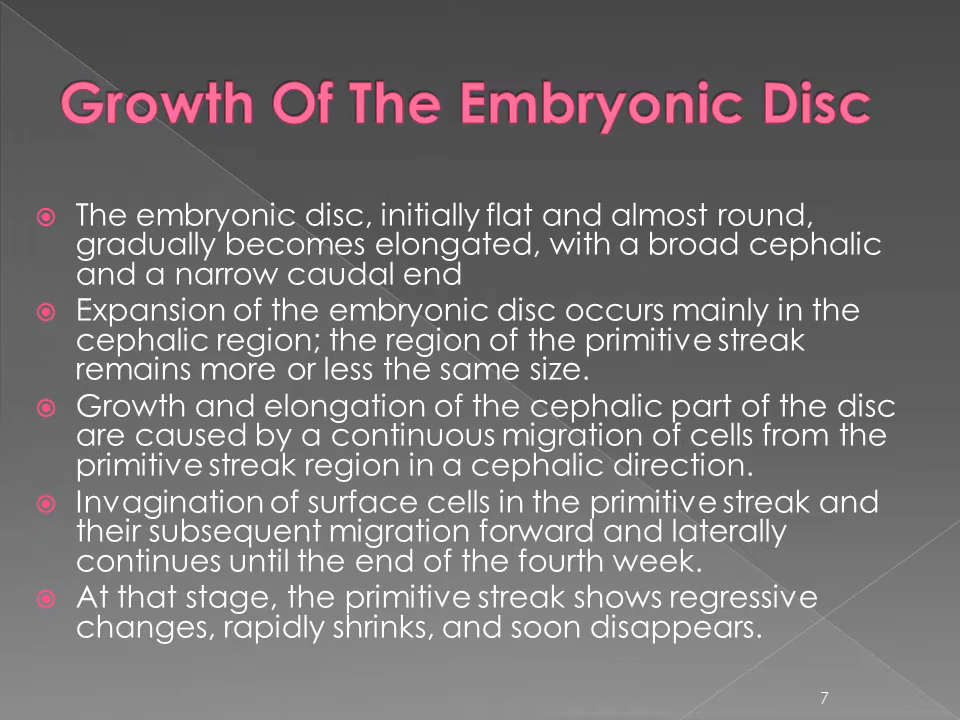 Growth Of The Embryonic Disc
The embryonic disc, initially flat and almost round,
gradually becomes elongated, with a broad cephalic
and a narrow caudal end
Expansion of the embryonic disc occurs mainly in the
cephalic region; the region of the primitive streak
remains more or less the same size.
Growth and elongation of the cephalic part of the disc
are caused by a continuous migration of cells from the
primitive streak region in a cephalic direction.
Invagination of surface cells in the primitive streak and
their subsequent migration forward and laterally
continues until the end of the fourth week.
At that stage, the primitive streak shows regressive
changes, rapidly shrinks, and soon disappears.
7